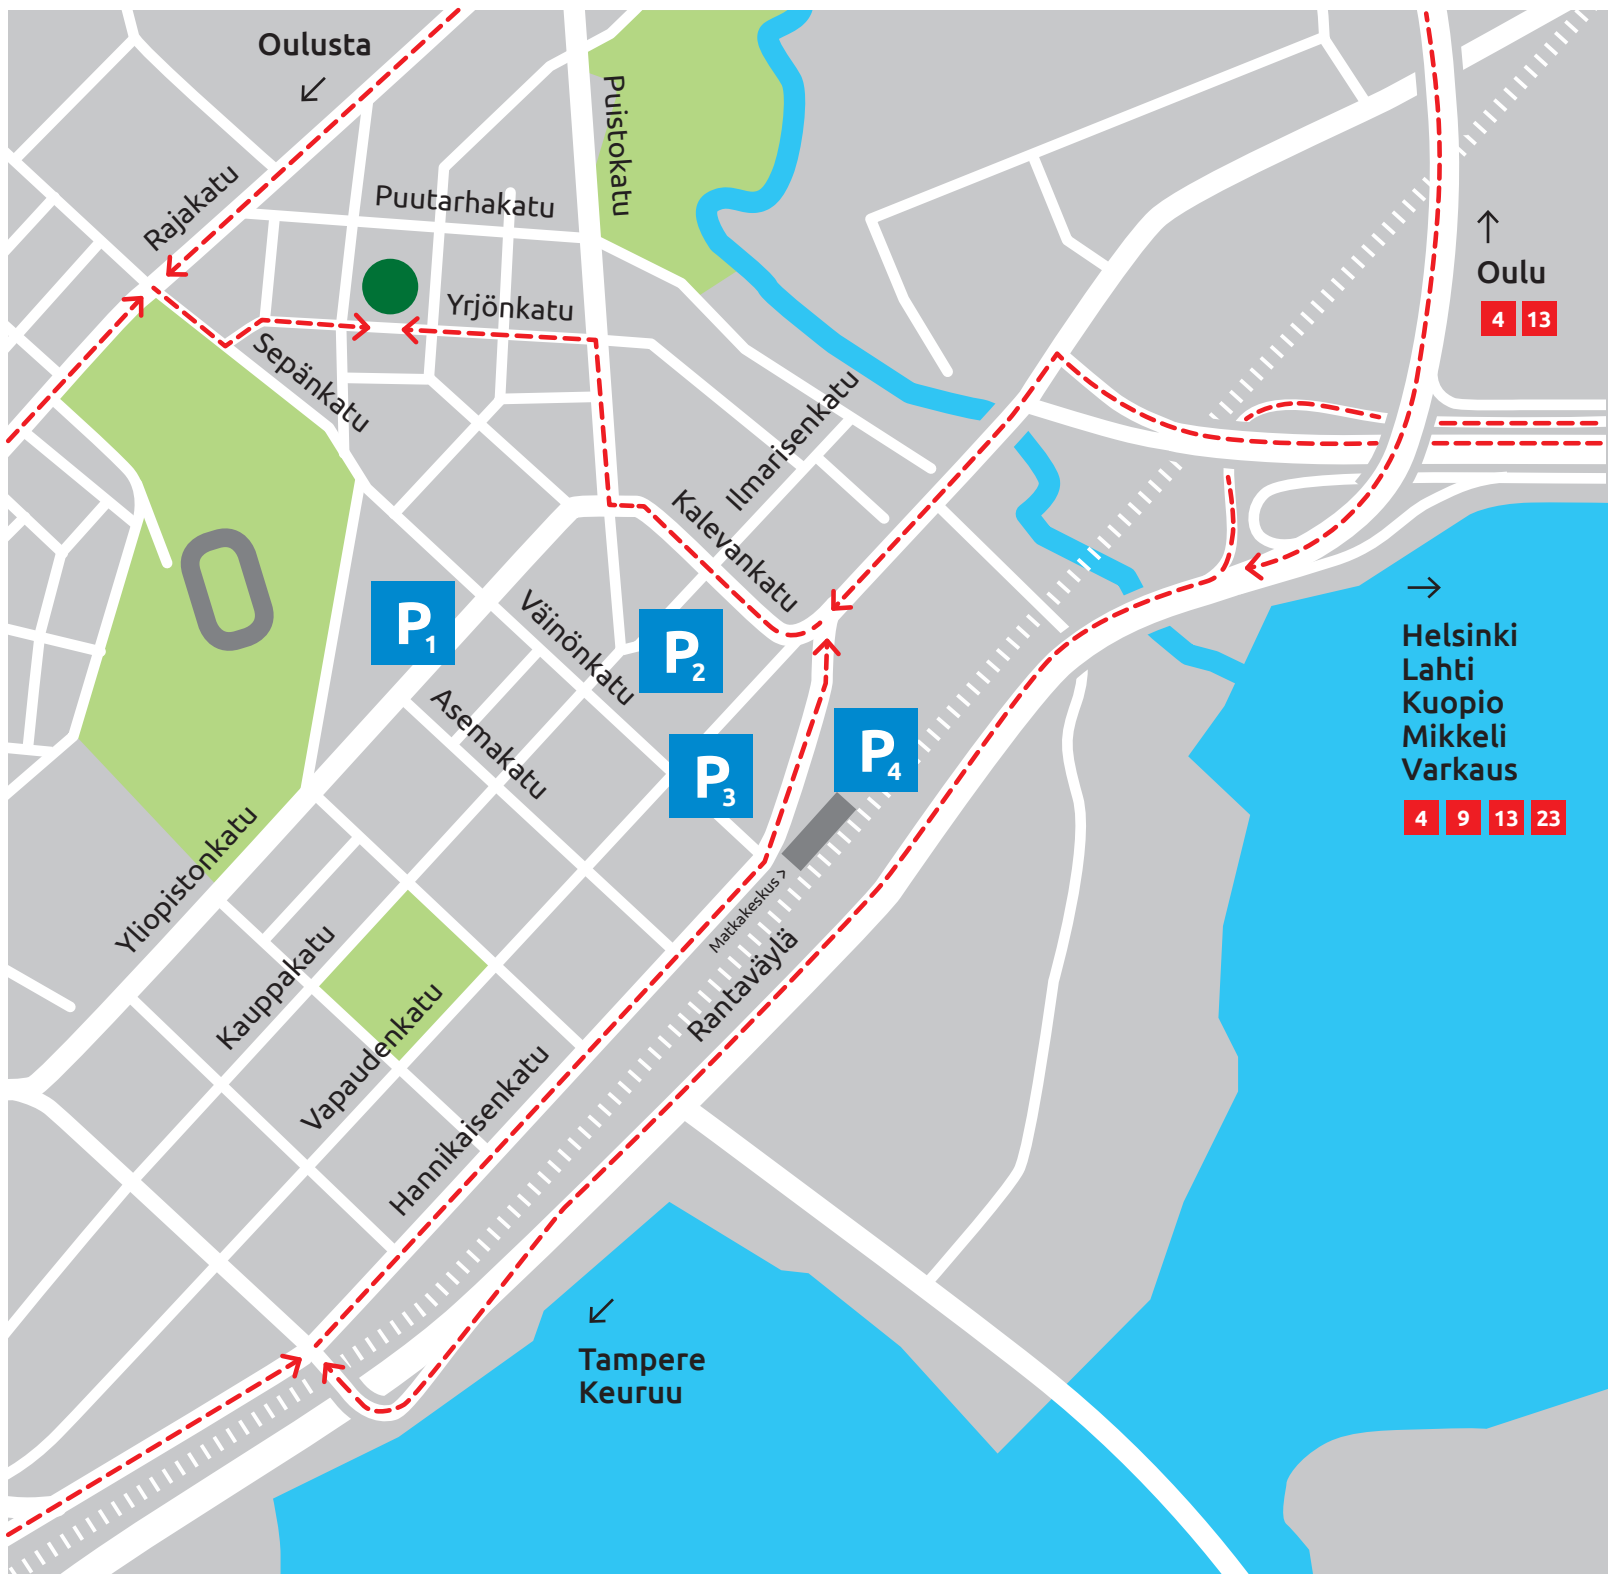 Oulusta
Rajakatu
Puutarhakatu
Puistokatu
Yrjönkatu
Sepänkatu
Ilmarisenkatu
Kalevankatu
Oulu
4 13
P1
Väinönkatu
P2
Asemakatu
P3
P4
Helsinki
Lahti
Kuopio
Mikkeli
Varkaus
4 9 13 23
Yliopistonkatu
Matkakeskus >
Rantaväylä
Kauppakatu
Vapaudenkatu
Hannikaisenkatu
Tampere
Keuruu